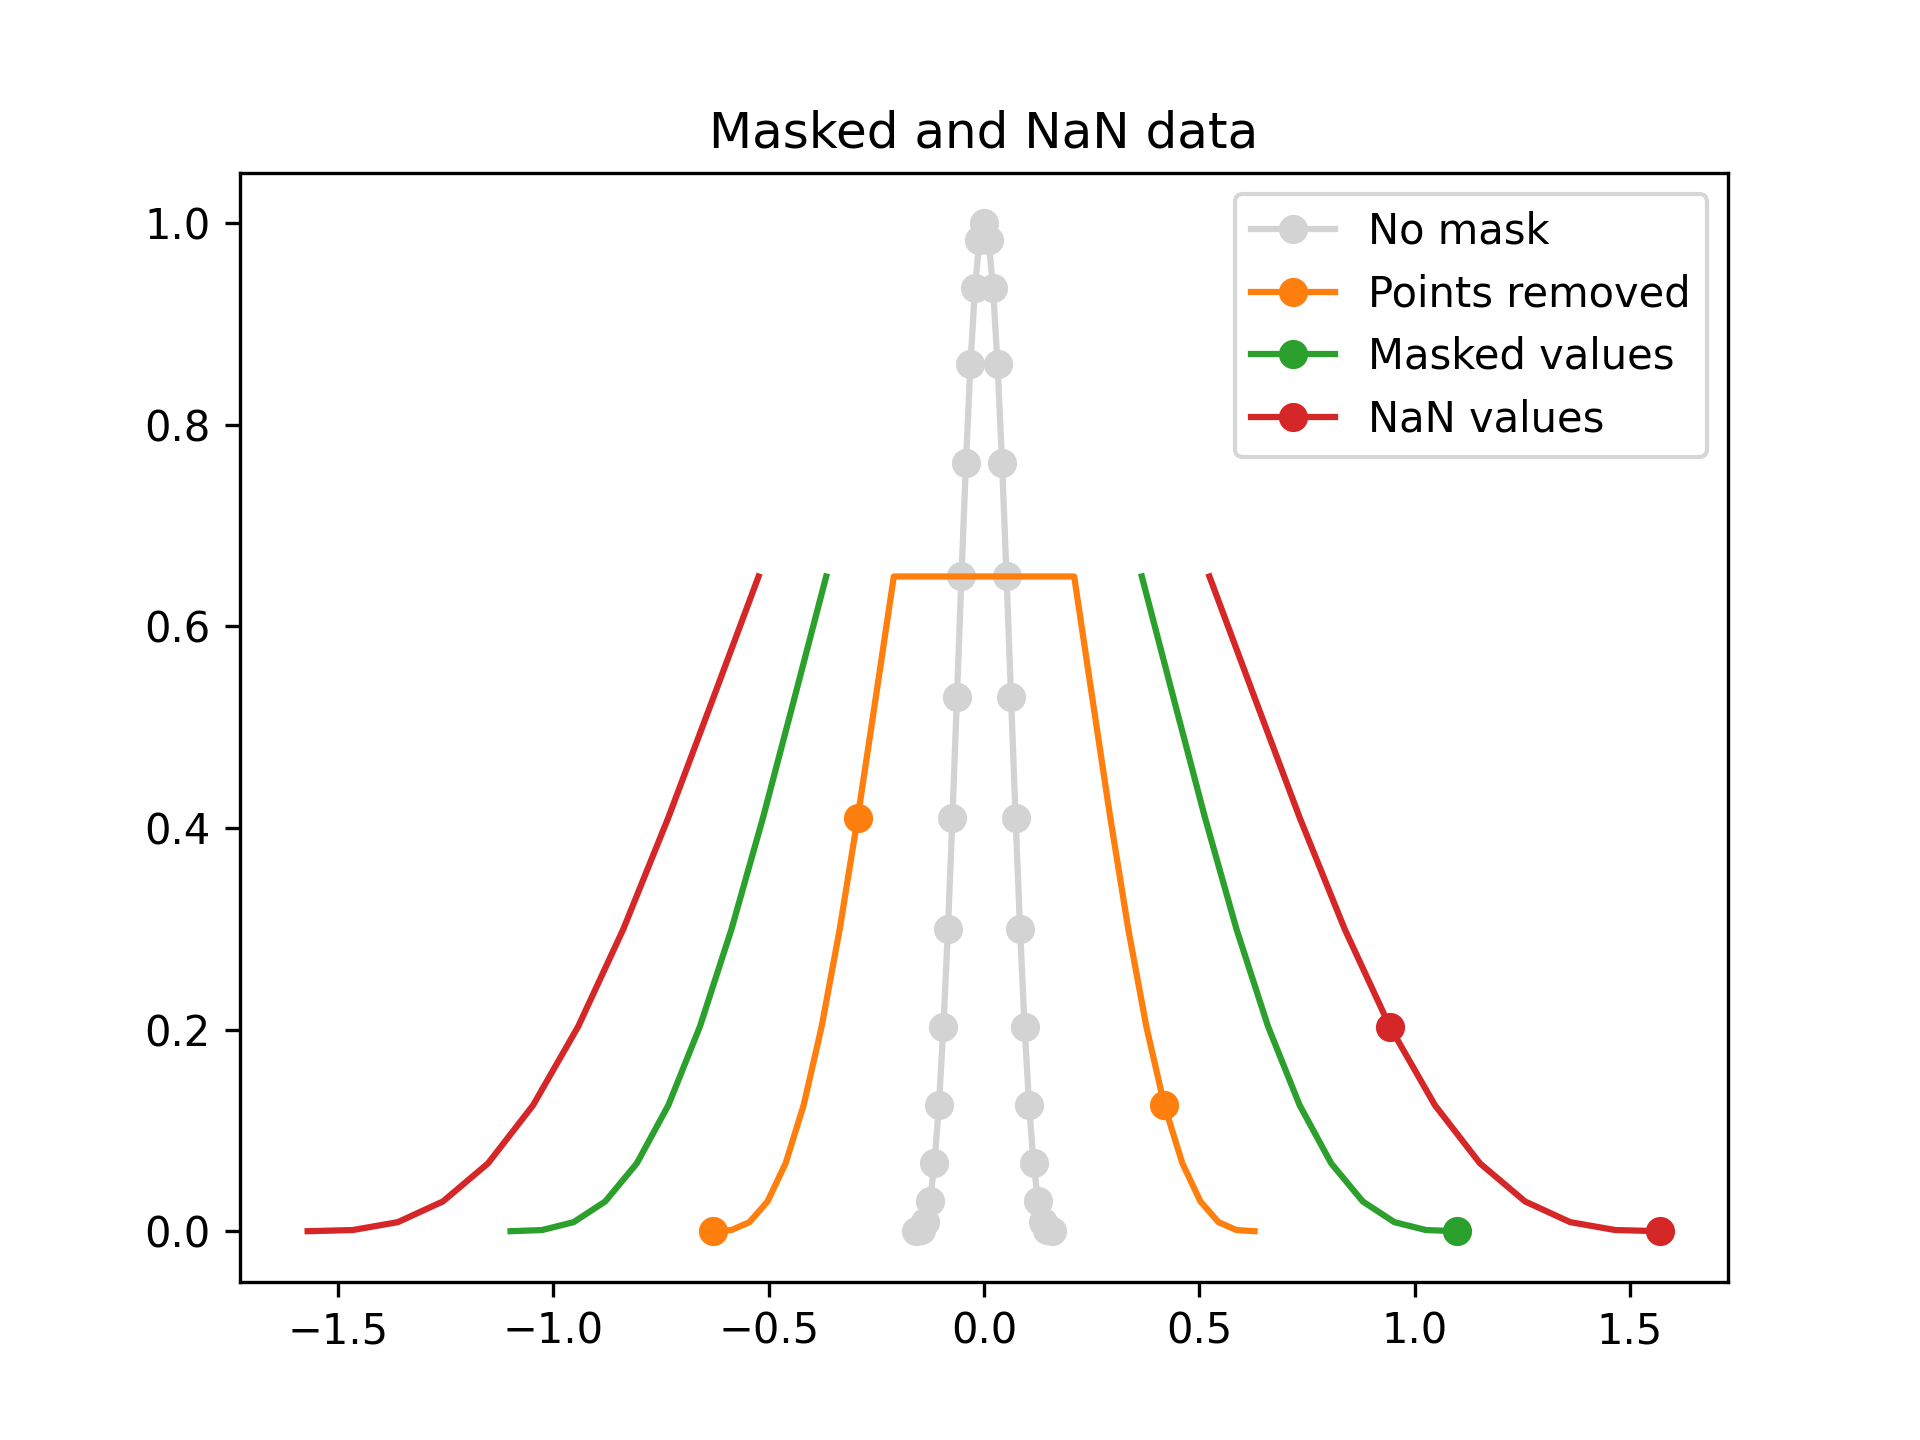 Masked and NaN data
No mask
Points removed
Masked values
NaN values
1.0
0.8
0.6
0.4
0.2
0.0
−1.5 −1.0 −0.5 0.0 0.5 1.0 1.5